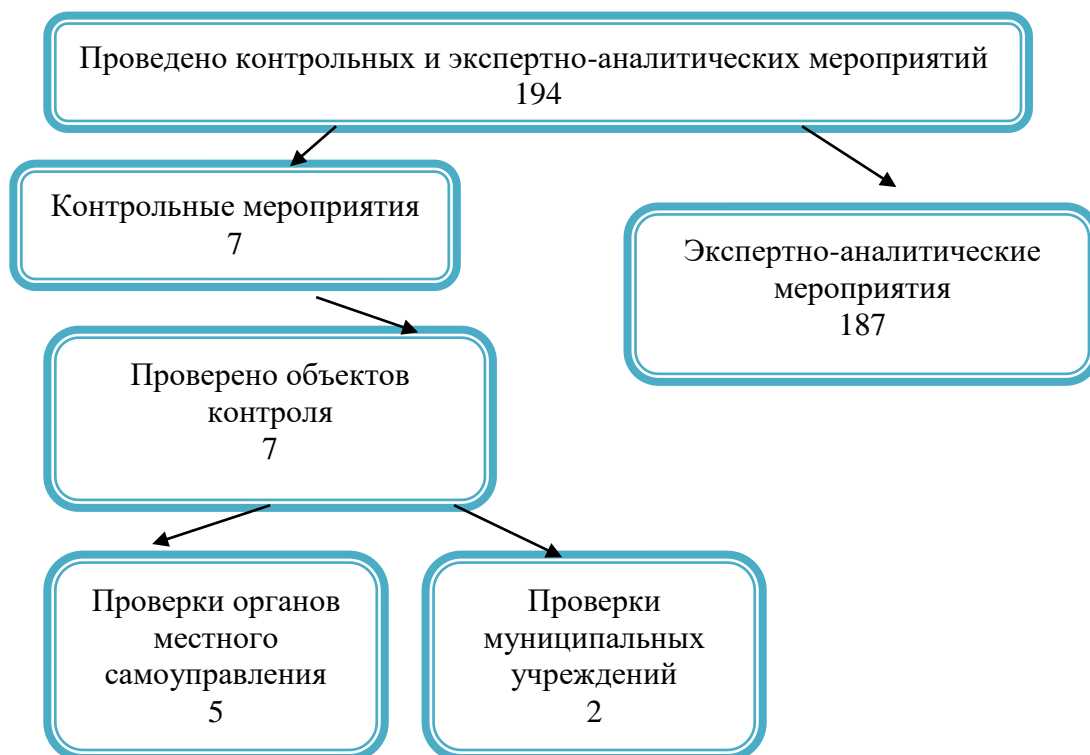 Проведено контрольных и экспертно-аналитических мероприятий
194
Контрольные мероприятия
7
Экспертно-аналитические
мероприятия
187
Проверено объектов
контроля
7
Проверки органов
местного
самоуправления
5
Проверки
муниципальных
учреждений
2